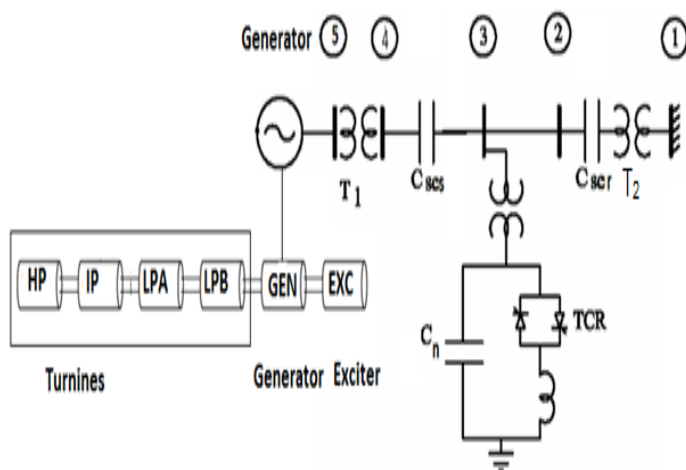 Generator 5 4 3 2 1
T1 Cscs Cscr T2
HP IP LPA LPB GEN EXC
Cn TCR
Turnines Generator Exciter